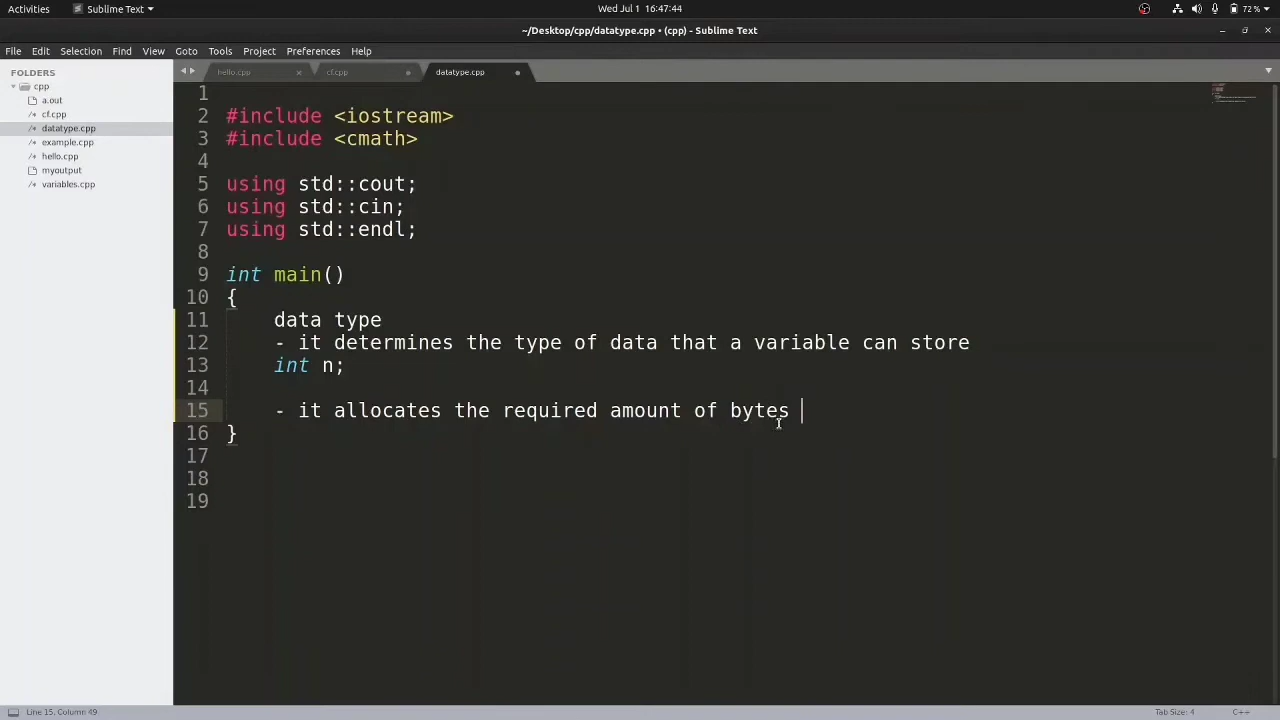 Activities Sublime Text Wed Jul 1 16:47:44 72 %
~/Desktop/cpp/datatype.cpp • (cpp) - Sublime Text
File Edit Selection Find View Goto Tools Project Preferences Help
FOLDERS
cpp
a.out
cf.cpp
datatype.cpp
example.cpp
hello.cpp
myoutput
variables.cpp
hello.cpp cf.cpp datatype.cpp
1
2 #include <iostream>
3 #include <cmath>
4
5 using std::cout;
6 using std::cin;
7 using std::endl;
8
9 int main()
10 {
11 data type
12 - it determines the type of data that a variable can store
13 int n;
14
15 - it allocates the required amount of bytes
16 }
17
18
19
Line 15, Column 49 Tab Size: 4 C++